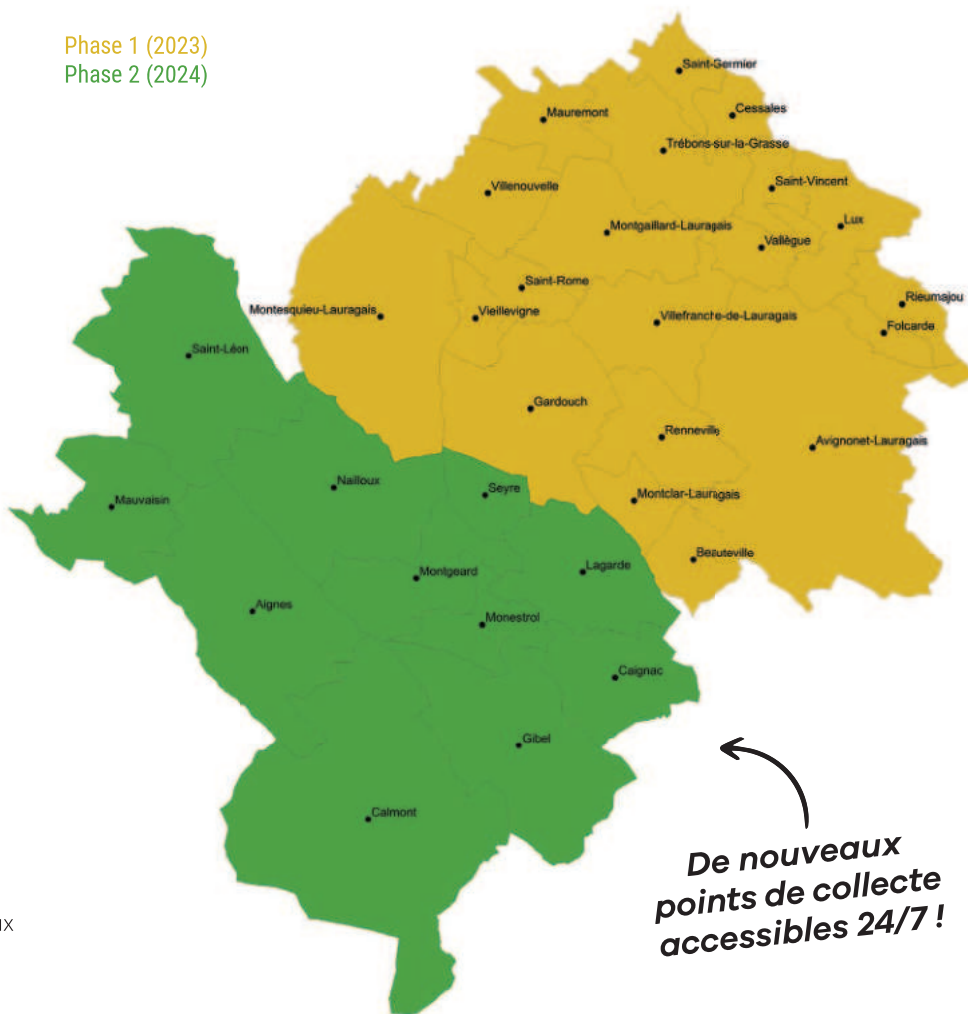 Phase 1 (2023)
Phase 2 (2024)
Saint-Germier
Cessales
Mauremont
Trébons-sur-la-Grasse
Saint-Vincent
Villenouvelle
Lux
Montgaillard-Lauragais
Vallègue
Saint-Rome
Rieumajou
Montesquieu-Lauragais
Vieillevigne
Villefranche-de-Lauragais
Folcarde
Saint-Léon
Gardouch
Renneville
Avignonet-Lauragais
Nailloux
Seyre
Montclar-Lauragais
Mauvaisin
Beauteville
Lagarde
Montgeard
Aignes
Monestrol
Caignac
Gibel
Calmont
De nouveaux
points de collecte
accessibles 24/7 !